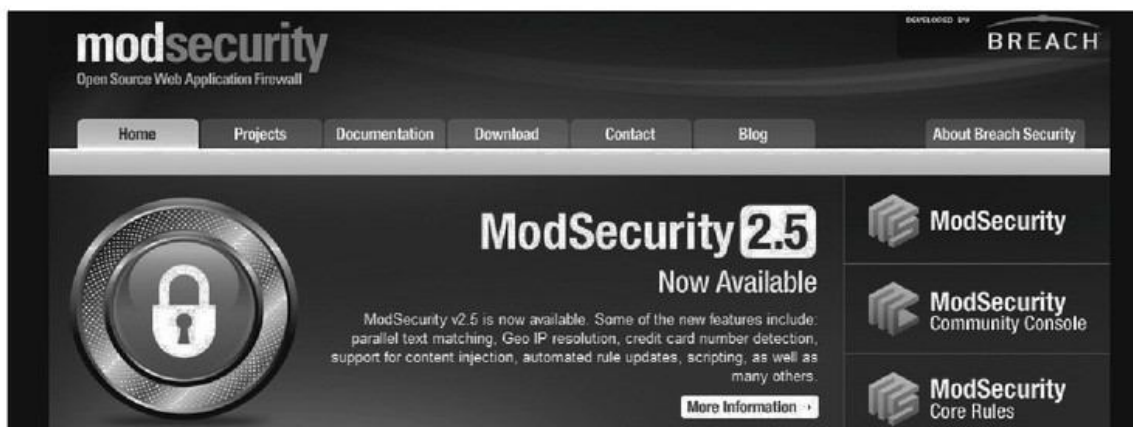 modsecurity
Open Source Web Application Firewall
DEVELOPED BY
BREACH
Home Projects Documentation Download Contact Blog About Breach Security
ModSecurity 2.5
Now Available
ModSecurity v2.5 is now available. Some of the new features include:
parallel text matching, Geo IP resolution, credit card number detection,
support for content injection, automated rule updates, scripting, as well as
many others.
More Information
ModSecurity
ModSecurity
Community Console
ModSecurity
Core Rules